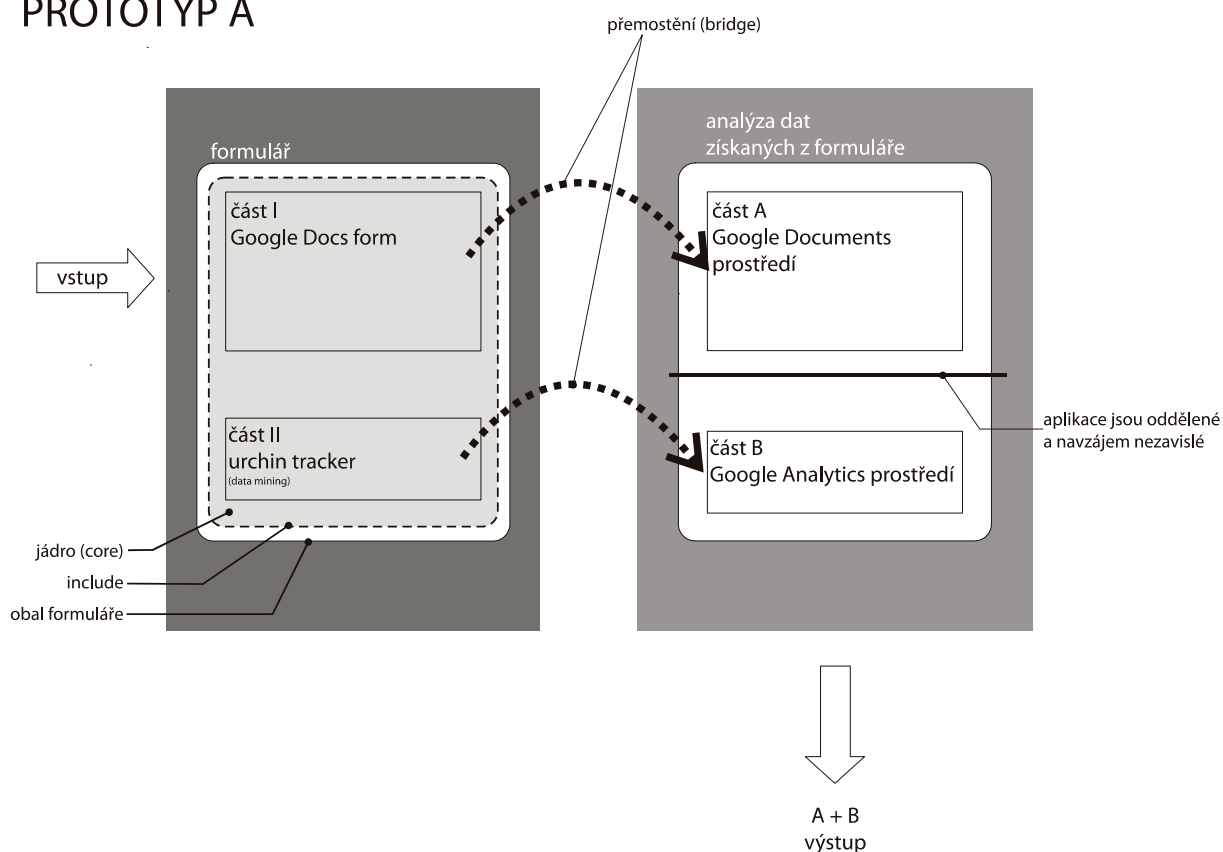 PROTOTYP A
přemostění (bridge)
formulář
část I
Google Docs form
vstup
část II
urchin tracker
(data mining)
jádro (core)
include
obal formuláře
analýza dat
získaných z formuláře
část A
Google Documents
prostředí
aplikace jsou oddělené
a navzájem nezavislé
část B
Google Analytics prostředí
A + B
výstup